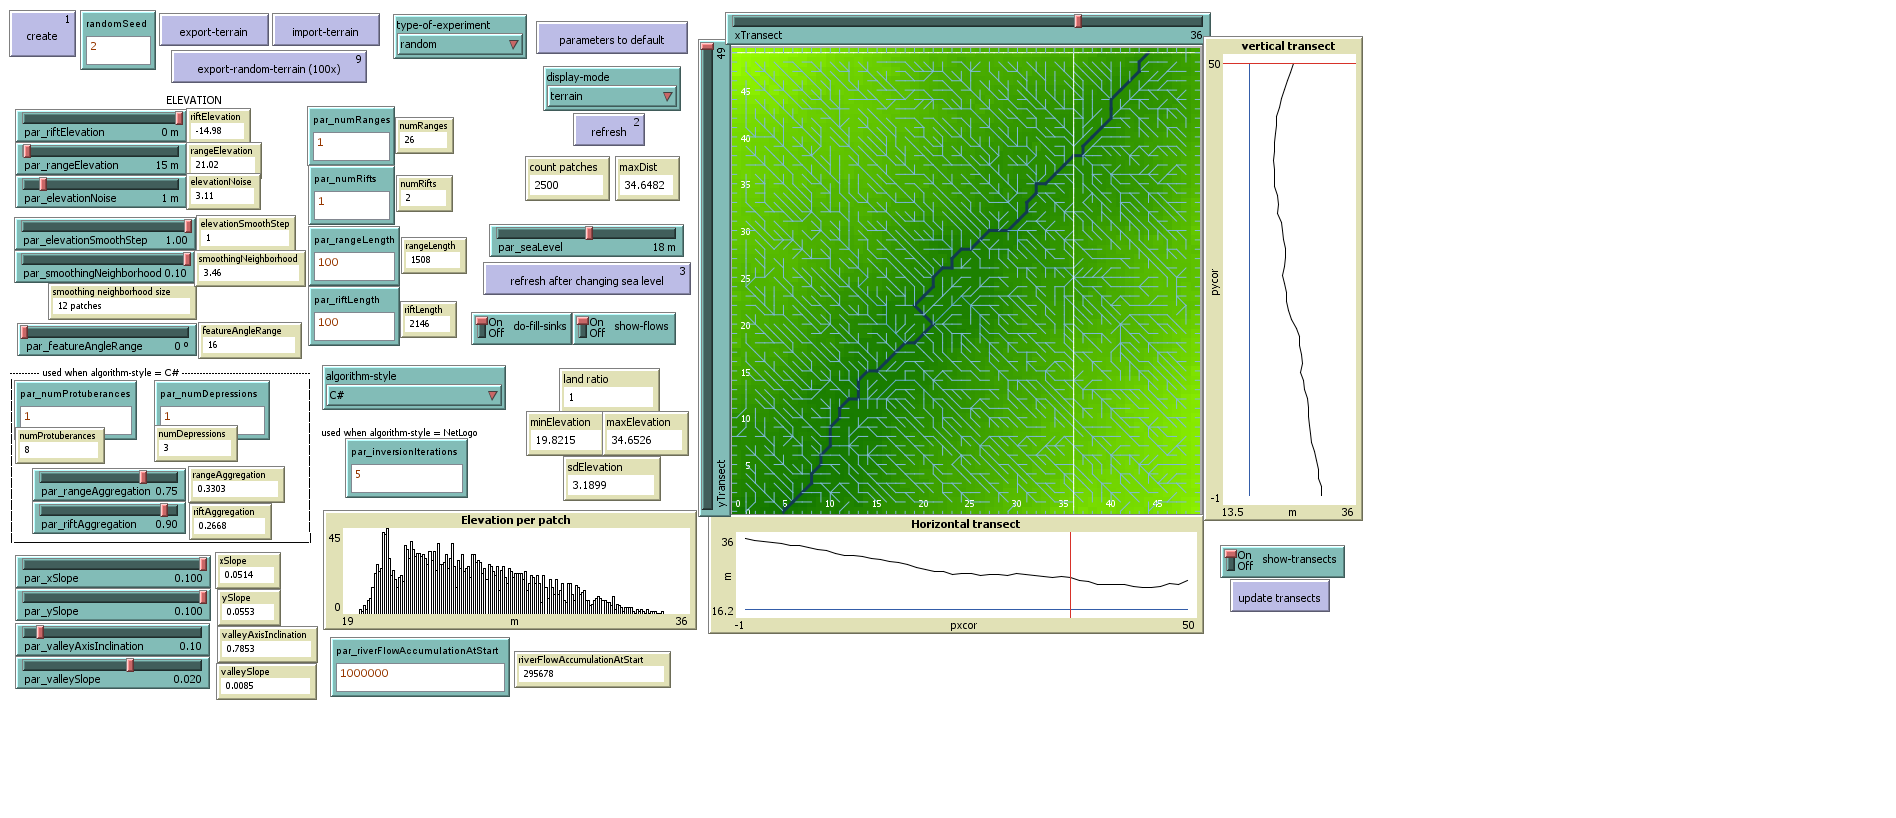 create
1
randomSeed
2
export-terrain
import-terrain
export-random-terrain (100x)
9
type-of-experiment
random
parameters to default
display-mode
terrain
refresh
2
count patches
2500
maxDist
34.6482
ELEVATION
par_riftElevation 0 m
riftElevation
-14.98
par_rangeElevation 15 m
rangeElevation
21.02
par_elevationNoise 1 m
elevationNoise
3.11
par_elevationSmoothStep 1.00
elevationSmoothStep
1
par_smoothingNeighborhood 0.10
smoothingNeighborhood
3.46
smoothing neighborhood size
12 patches
par_featureAngleRange 0 º
featureAngleRange
16
par_numRanges
1
numRanges
26
par_numRifts
1
numRifts
2
par_rangeLength
100
rangeLength
1508
par_riftLength
100
riftLength
2146
par_seaLevel 18 m
refresh after changing sea level
3
On
Off
do-fill-sinks
On
Off
show-flows
used when algorithm-style = C#
par_numProtuberances
1
numProtuberances
8
par_numDepressions
1
numDepressions
3
par_rangeAggregation 0.75
rangeAggregation
0.3303
par_riftAggregation 0.90
riftAggregation
0.2668
algorithm-style
C#
used when algorithm-style = NetLogo
par_inversionIterations
5
land ratio
1
minElevation
19.8215
maxElevation
34.6526
sdElevation
3.1899
par_xSlope 0.100
xSlope
0.0514
par_ySlope 0.100
ySlope
0.0553
par_valleyAxisInclination 0.10
valleyAxisInclination
0.7853
par_valleySlope 0.020
valleySlope
0.0085
Elevation per patch
45
0
19 m 36
par_riverFlowAccumulationAtStart
1000000
riverFlowAccumulationAtStart
295678
xTransect 36
49
yTransect
45
40
35
30
25
20
15
10
5
0
0 5 10 15 20 25 30 35 40 45
vertical transect
50
pycor
-1
13.5 m 36
Horizontal transect
36
m
16.2
-1 pxcor 50
On
Off
show-transects
update transects